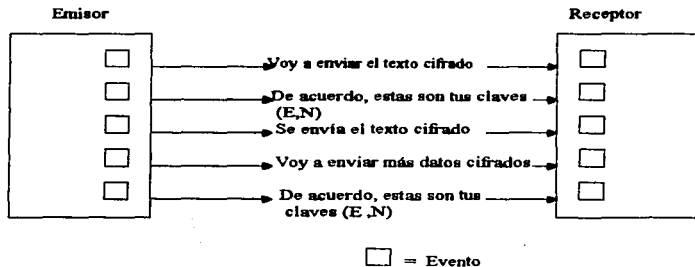 Emisor
Receptor
Voy a enviar el texto cifrado
De acuerdo, estas son tus claves
(E,N)
Se envía el texto cifrado
Voy a enviar más datos cifrados
De acuerdo, estas son tus
claves (E ,N)
= Evento